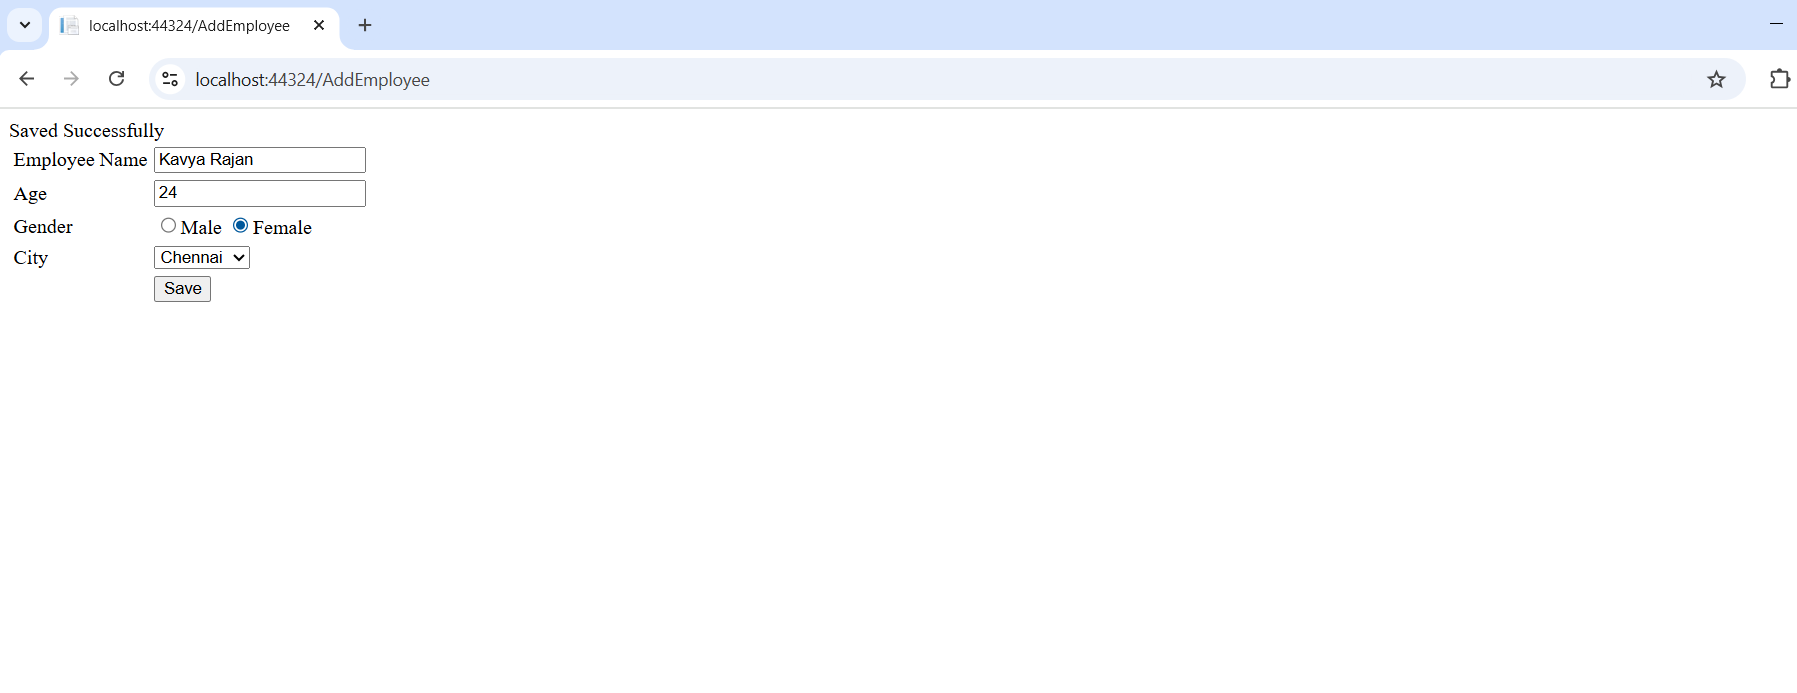 localhost:44324/AddEmployee
localhost:44324/AddEmployee
Saved Successfully
Employee Name Kavya Rajan
Age 24
Gender Male Female
City Chennai
Save